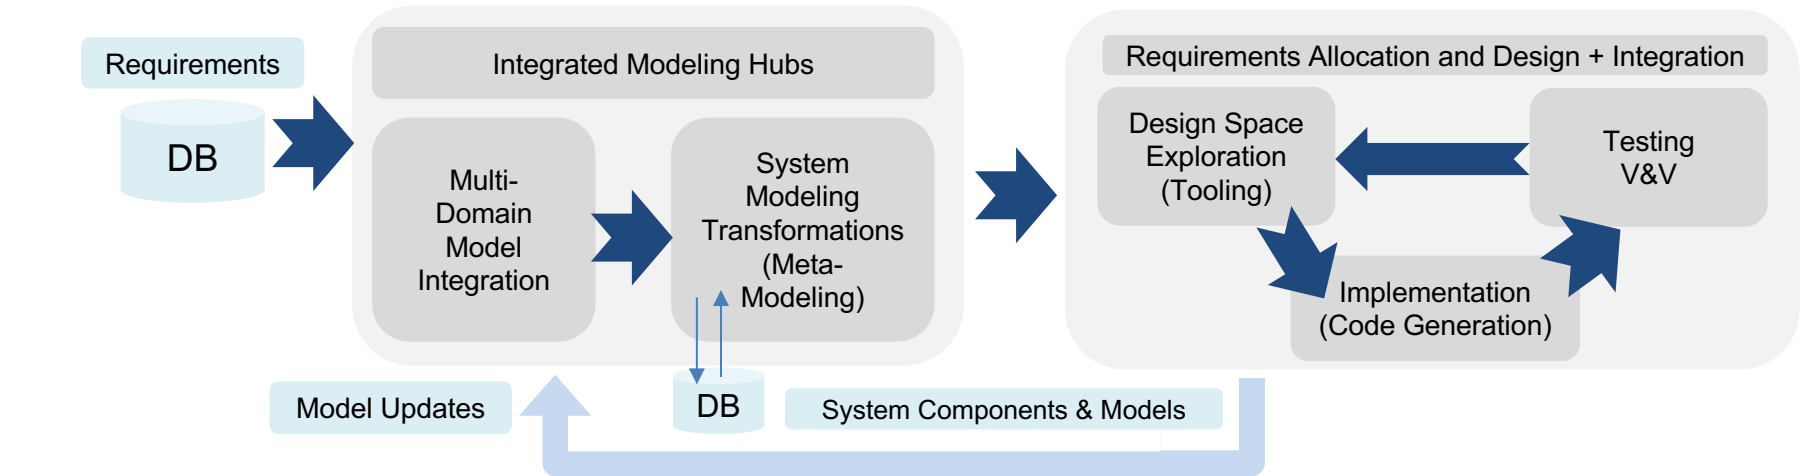 Requirements
DB
Integrated Modeling Hubs
Multi-
Domain
Model
Integration
System
Modeling
Transformations
(Meta-
Modeling)
Requirements Allocation and Design + Integration
Design Space
Exploration
(Tooling)
Testing
V&V
Implementation
(Code Generation)
Model Updates
DB
System Components & Models